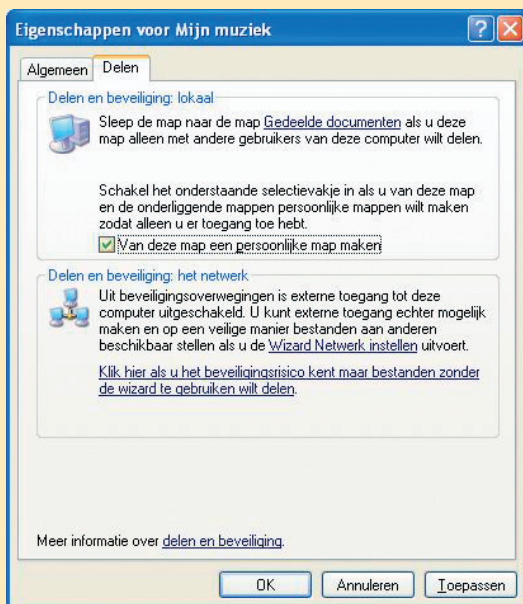 Eigenschappen voor Mijn muziek
Algemeen
Delen
Delen en beveiliging: lokaal
Sleep de map naar de map Gedeelde documenten als u deze
map alleen met andere gebruikers van deze computer wilt delen.
Schakel het onderstaande selectievakje in als u van deze map
en de onderliggende mappen persoonlijke mappen wilt maken
zodat alleen u er toegang toe hebt.
Van deze map een persoonlijke map maken
Delen en beveiliging: het netwerk
Uit beveiligingsoverwegingen is externe toegang tot deze
computer uitgeschakeld. U kunt externe toegang echter mogelijk
maken en op een veilige manier bestanden aan anderen
beschikbaar stellen als u de Wizard Netwerk instellen uitvoert.
Klik hier als u het beveiligingsrisico kent maar bestanden zonder
de wizard te gebruiken wilt delen.
Meer informatie over delen en beveiliging.
OK
Annuleren
Toepassen